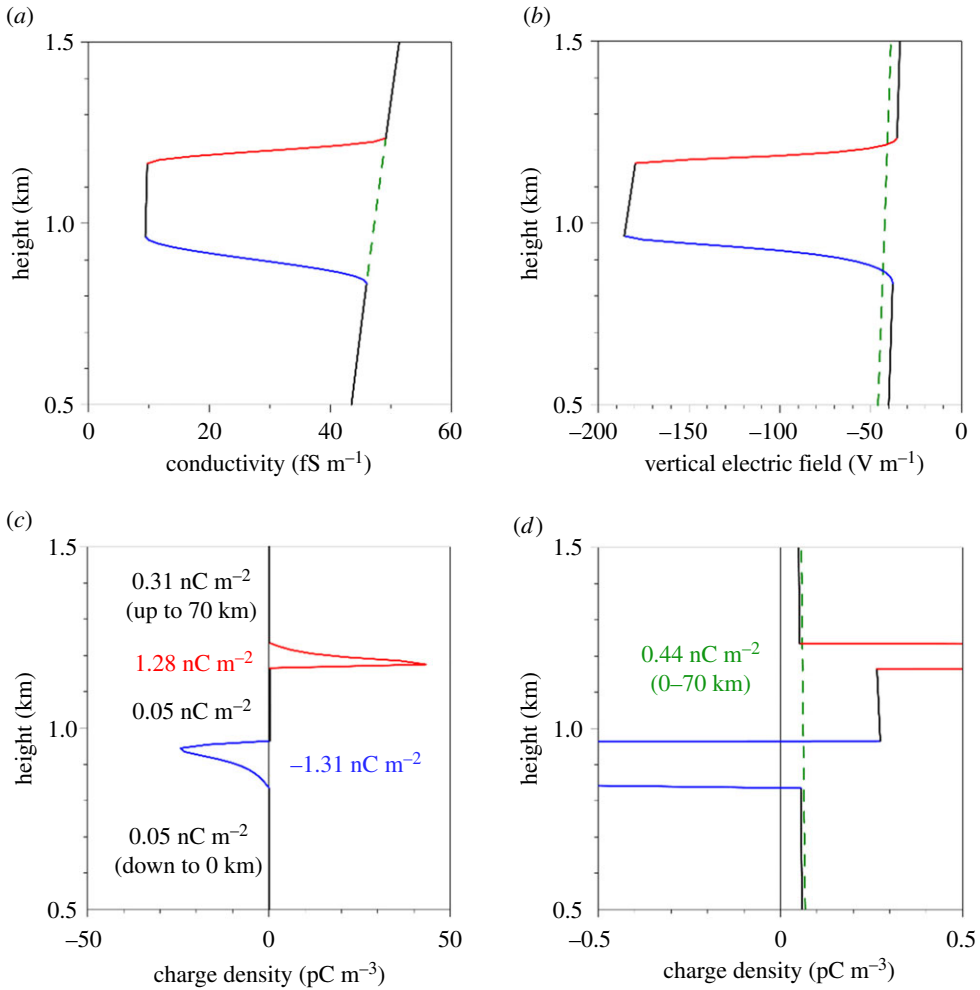 (a)
1.5
1.0
0.5
height (km)
0 20 40 60
conductivity (fS m⁻¹)
(b)
1.5
1.0
0.5
height (km)
−200 −150 −100 −50 0
vertical electric field (V m⁻¹)
(c)
1.5
1.0
0.5
height (km)
0.31 nC m⁻²
(up to 70 km)
1.28 nC m⁻²
0.05 nC m⁻²
−1.31 nC m⁻²
0.05 nC m⁻²
(down to 0 km)
−50 0 50
charge density (pC m⁻³)
(d)
1.5
1.0
0.5
height (km)
0.44 nC m⁻²
(0–70 km)
−0.5 0 0.5
charge density (pC m⁻³)